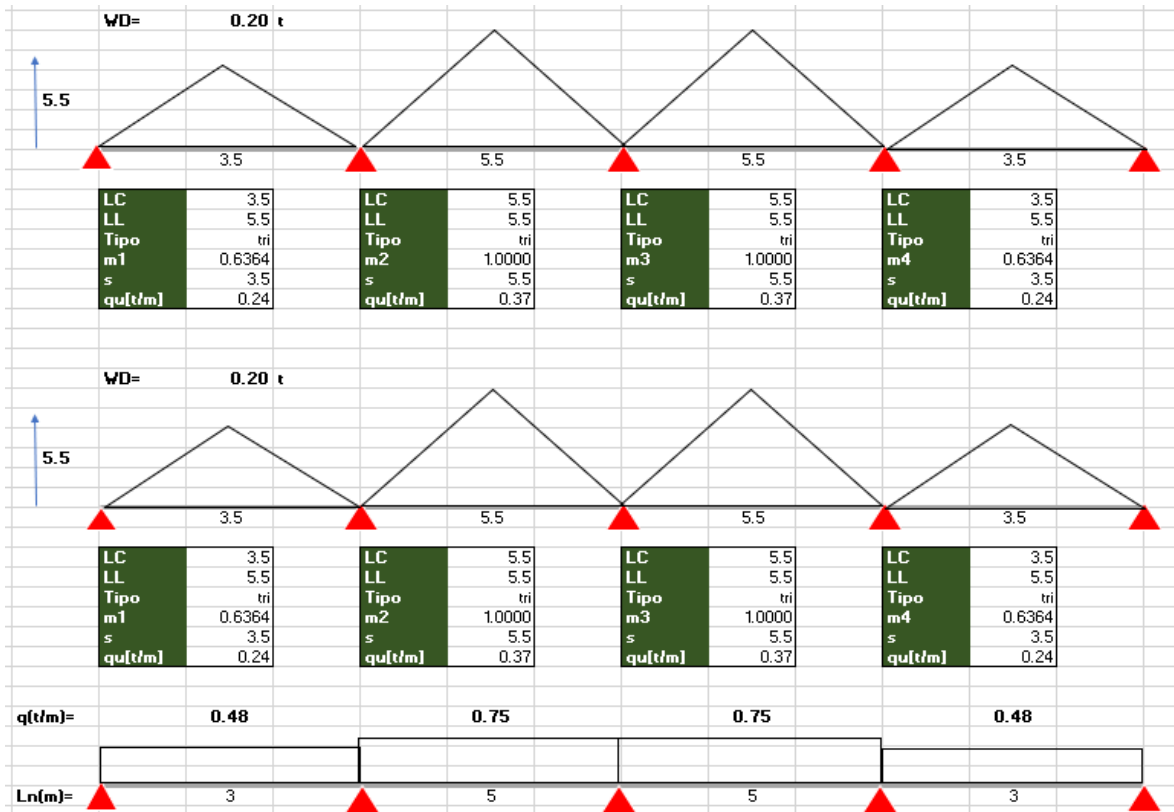 WD= 0.20 t
5.5
3.5 5.5 5.5 3.5
LC 3.5 LC 5.5 LC 5.5 LC 3.5
LL 5.5 LL 5.5 LL 5.5 LL 5.5
Tipo tri Tipo tri Tipo tri Tipo tri
m1 0.6364 m2 1.0000 m3 1.0000 m4 0.6364
s 3.5 s 5.5 s 5.5 s 3.5
qu[t/m] 0.24 qu[t/m] 0.37 qu[t/m] 0.37 qu[t/m] 0.24
WD= 0.20 t
5.5
3.5 5.5 5.5 3.5
LC 3.5 LC 5.5 LC 5.5 LC 3.5
LL 5.5 LL 5.5 LL 5.5 LL 5.5
Tipo tri Tipo tri Tipo tri Tipo tri
m1 0.6364 m2 1.0000 m3 1.0000 m4 0.6364
s 3.5 s 5.5 s 5.5 s 3.5
qu[t/m] 0.24 qu[t/m] 0.37 qu[t/m] 0.37 qu[t/m] 0.24
q(t/m)= 0.48 0.75 0.75 0.48
Ln(m)= 3 5 5 3